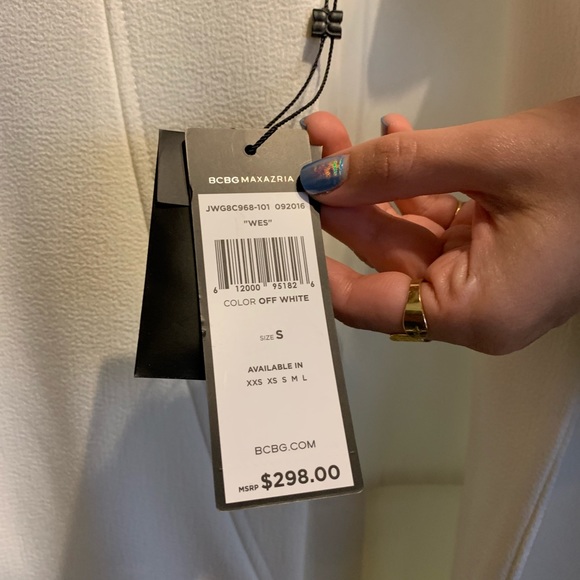 BCBGMAXAZRIA
JWG8C968-101 092016
"WES"
6 12000 95182 6
COLOR OFF WHITE
SIZE S
AVAILABLE IN
XXS XS S M L
BCBG.COM
MSRP $298.00